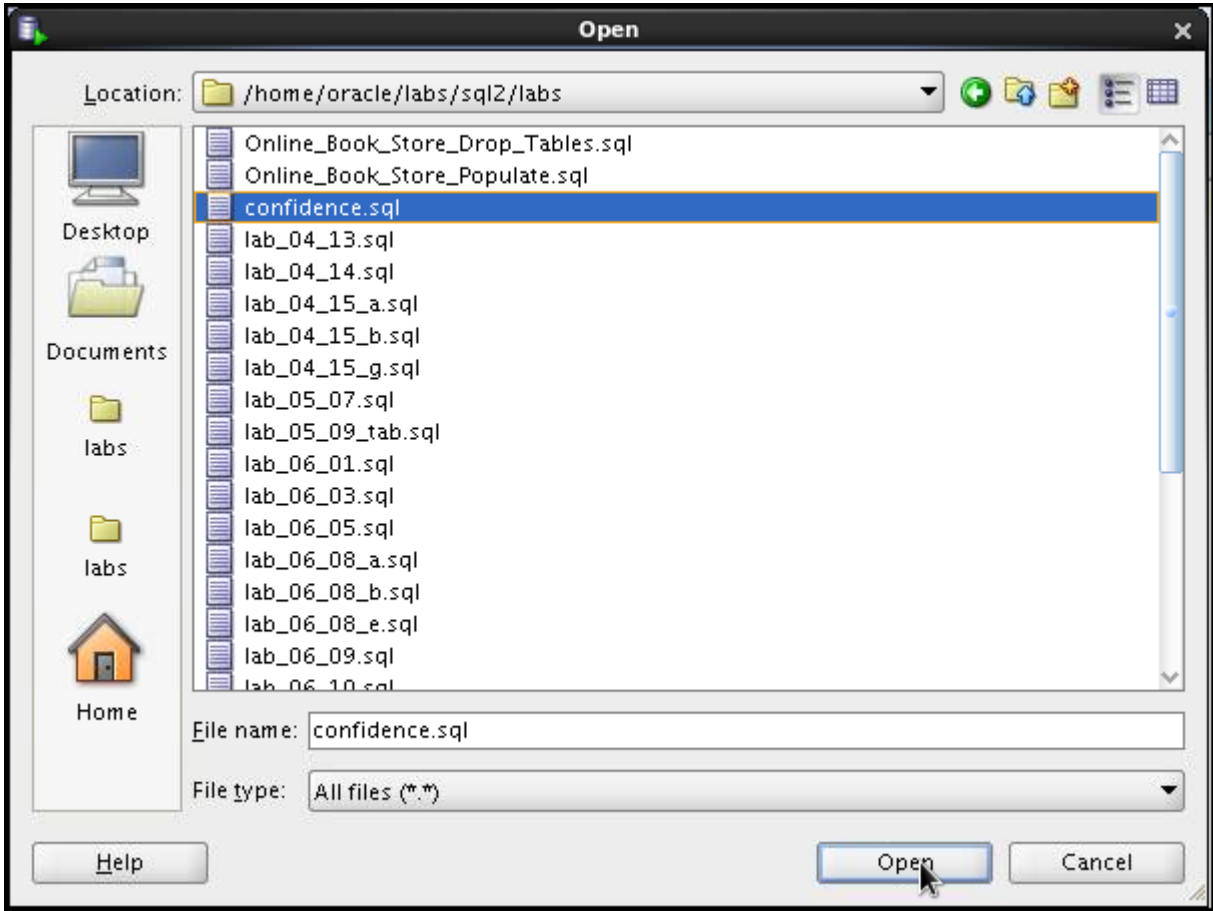 Open
Location: /home/oracle/labs/sql2/labs
Desktop
Documents
labs
labs
Home
Online_Book_Store_Drop_Tables.sql
Online_Book_Store_Populate.sql
confidence.sql
lab_04_13.sql
lab_04_14.sql
lab_04_15_a.sql
lab_04_15_b.sql
lab_04_15_g.sql
lab_05_07.sql
lab_05_09_tab.sql
lab_06_01.sql
lab_06_03.sql
lab_06_05.sql
lab_06_08_a.sql
lab_06_08_b.sql
lab_06_08_e.sql
lab_06_09.sql
lab_06_10.sql
File name: confidence.sql
File type: All files (*.*)
Help Open Cancel